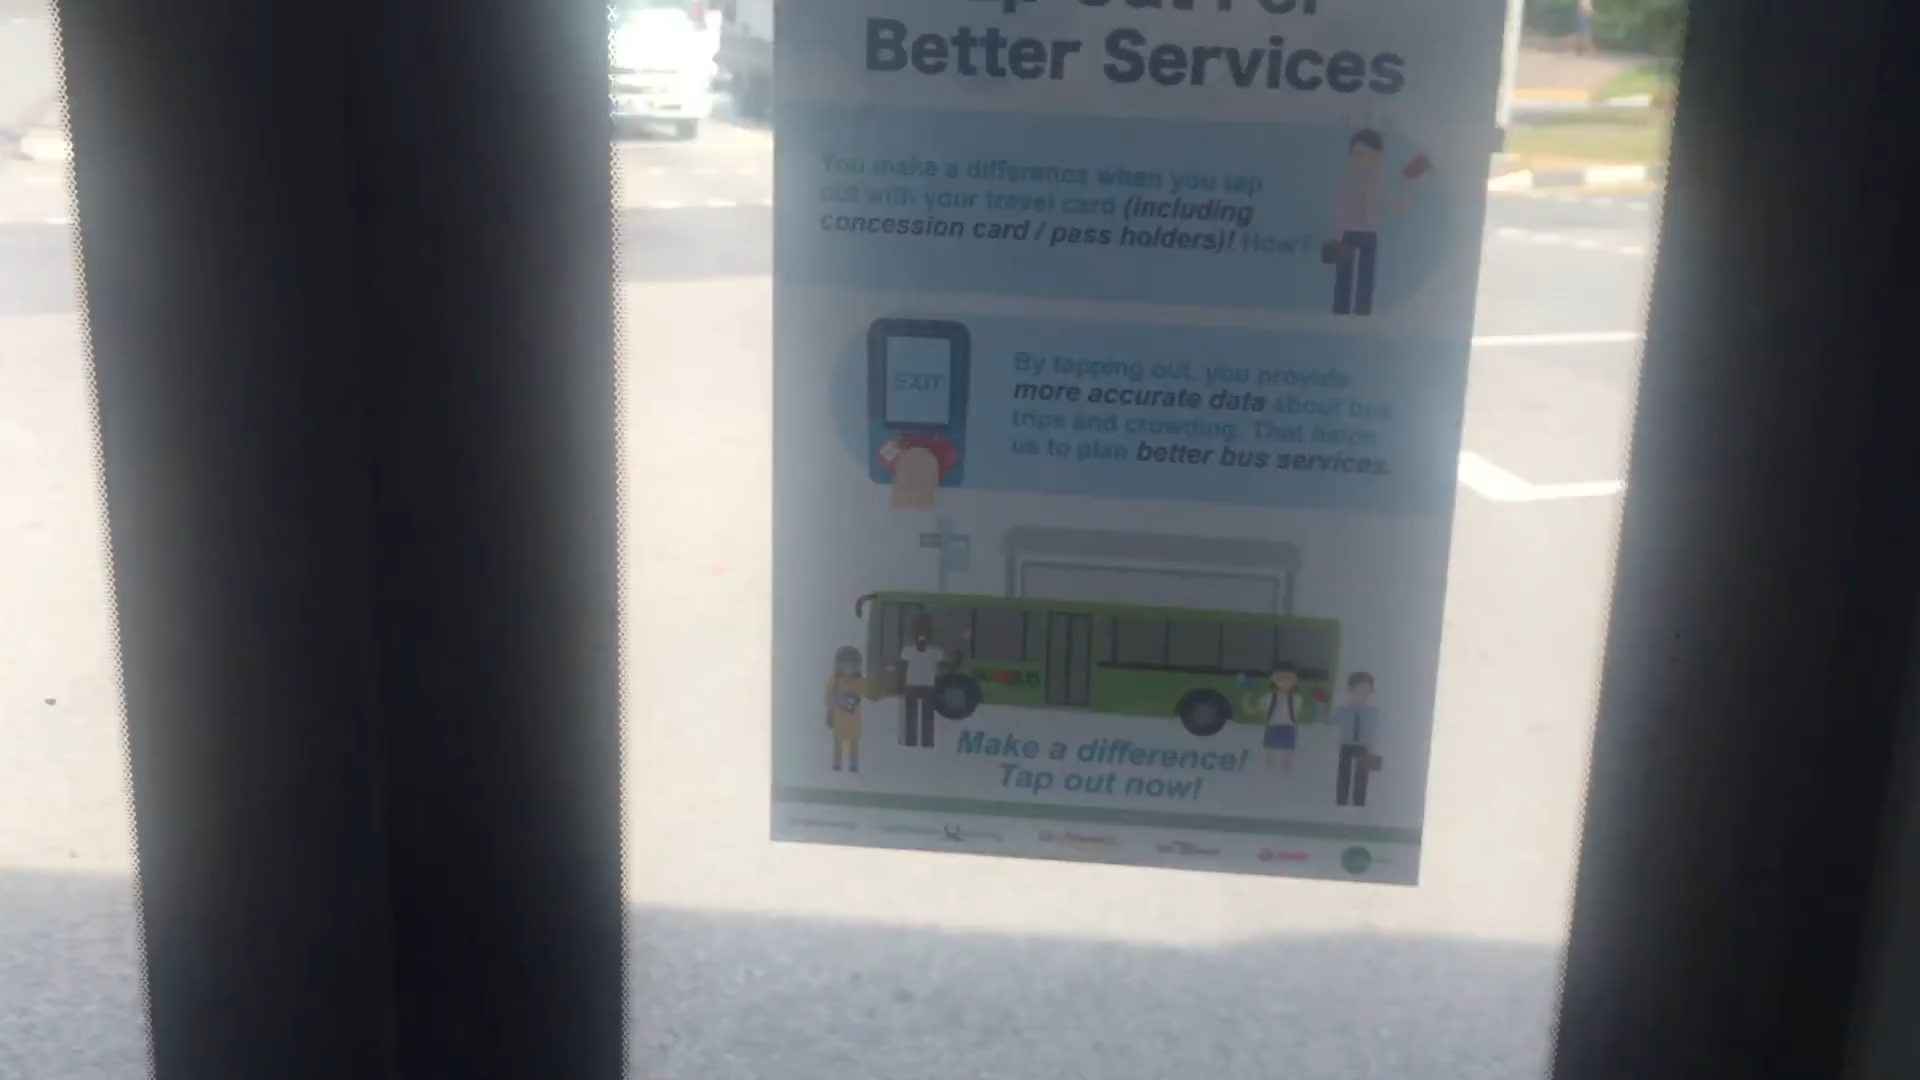 Better Services
You make a difference when you tap
out with your travel card (including
concession card / pass holders)! How?
EXIT
By tapping out, you provide
more accurate data about bus
trips and crowding. That helps
us to plan better bus services.
Make a difference!
Tap out now!